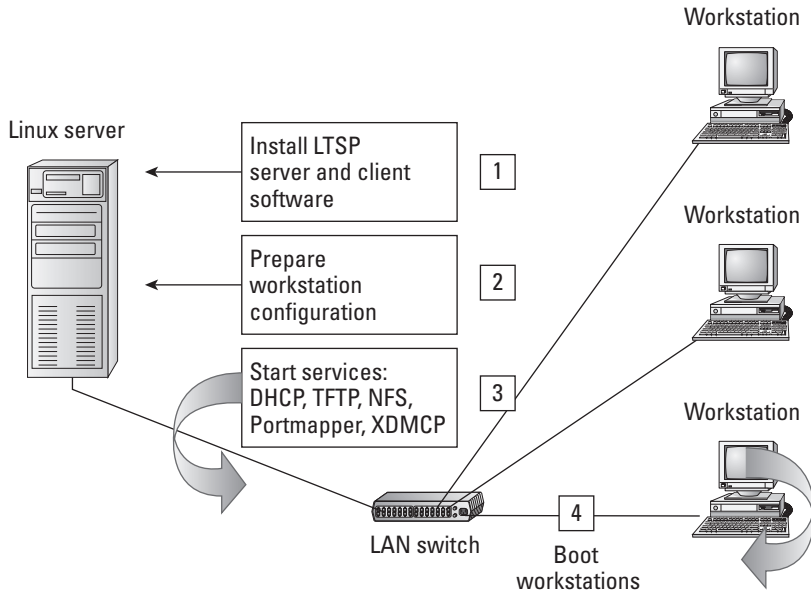 Workstation
Linux server
Install LTSP
server and client
software
1
Workstation
Prepare
workstation
configuration
2
Start services:
DHCP, TFTP, NFS,
Portmapper, XDMCP
3
Workstation
LAN switch
4
Boot
workstations